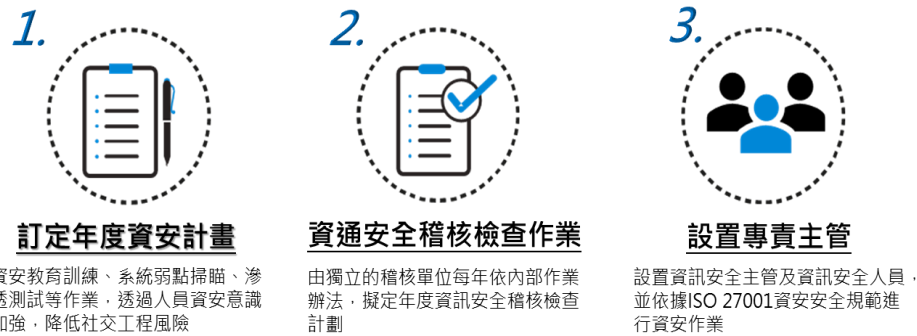 1.
訂定年度資安計畫
資安教育訓練、系統弱點掃瞄、滲
透測試等作業，透過人員資安意識
加強，降低社交工程風險
2.
資通安全稽核檢查作業
由獨立的稽核單位每年依內部作業
辦法，擬定年度資訊安全稽核檢查
計劃
3.
設置專責主管
設置資訊安全主管及資訊安全人員，
並依據ISO 27001資安安全規範進
行資安作業